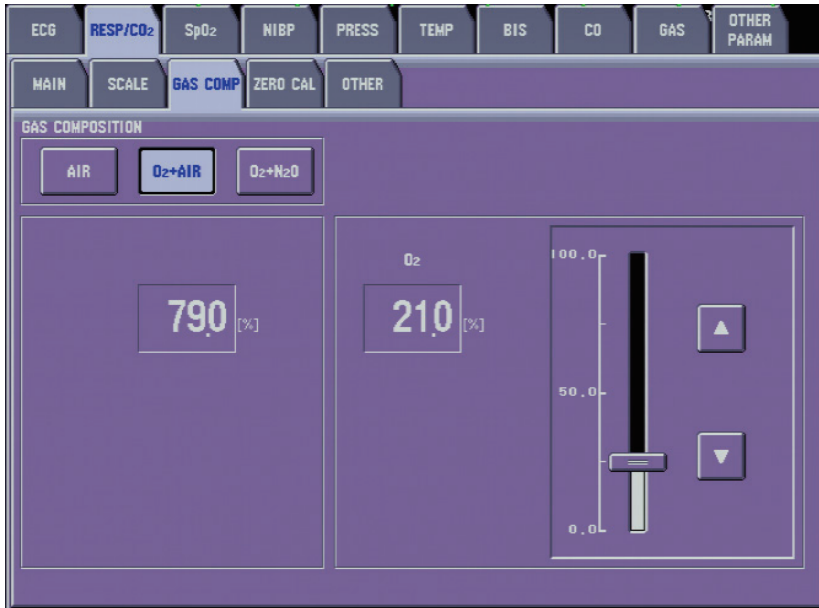 ECG RESP/CO2 SpO2 NIBP PRESS TEMP BIS CO GAS OTHER PARAM
MAIN SCALE GAS COMP ZERO CAL OTHER
GAS COMPOSITION
AIR O2+AIR O2+N2O
O2
79.0 [%]
21.0 [%]
100.0
50.0
0.0